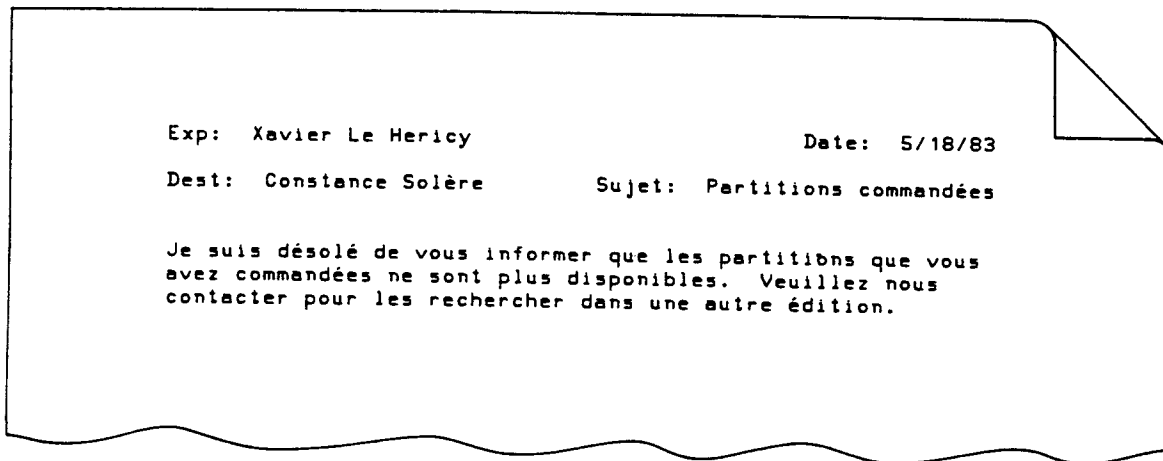 Exp: Xavier Le Hericy Date: 5/18/83
Dest: Constance Solère Sujet: Partitions commandées
Je suis désolé de vous informer que les partitions que vous
avez commandées ne sont plus disponibles. Veuillez nous
contacter pour les rechercher dans une autre édition.